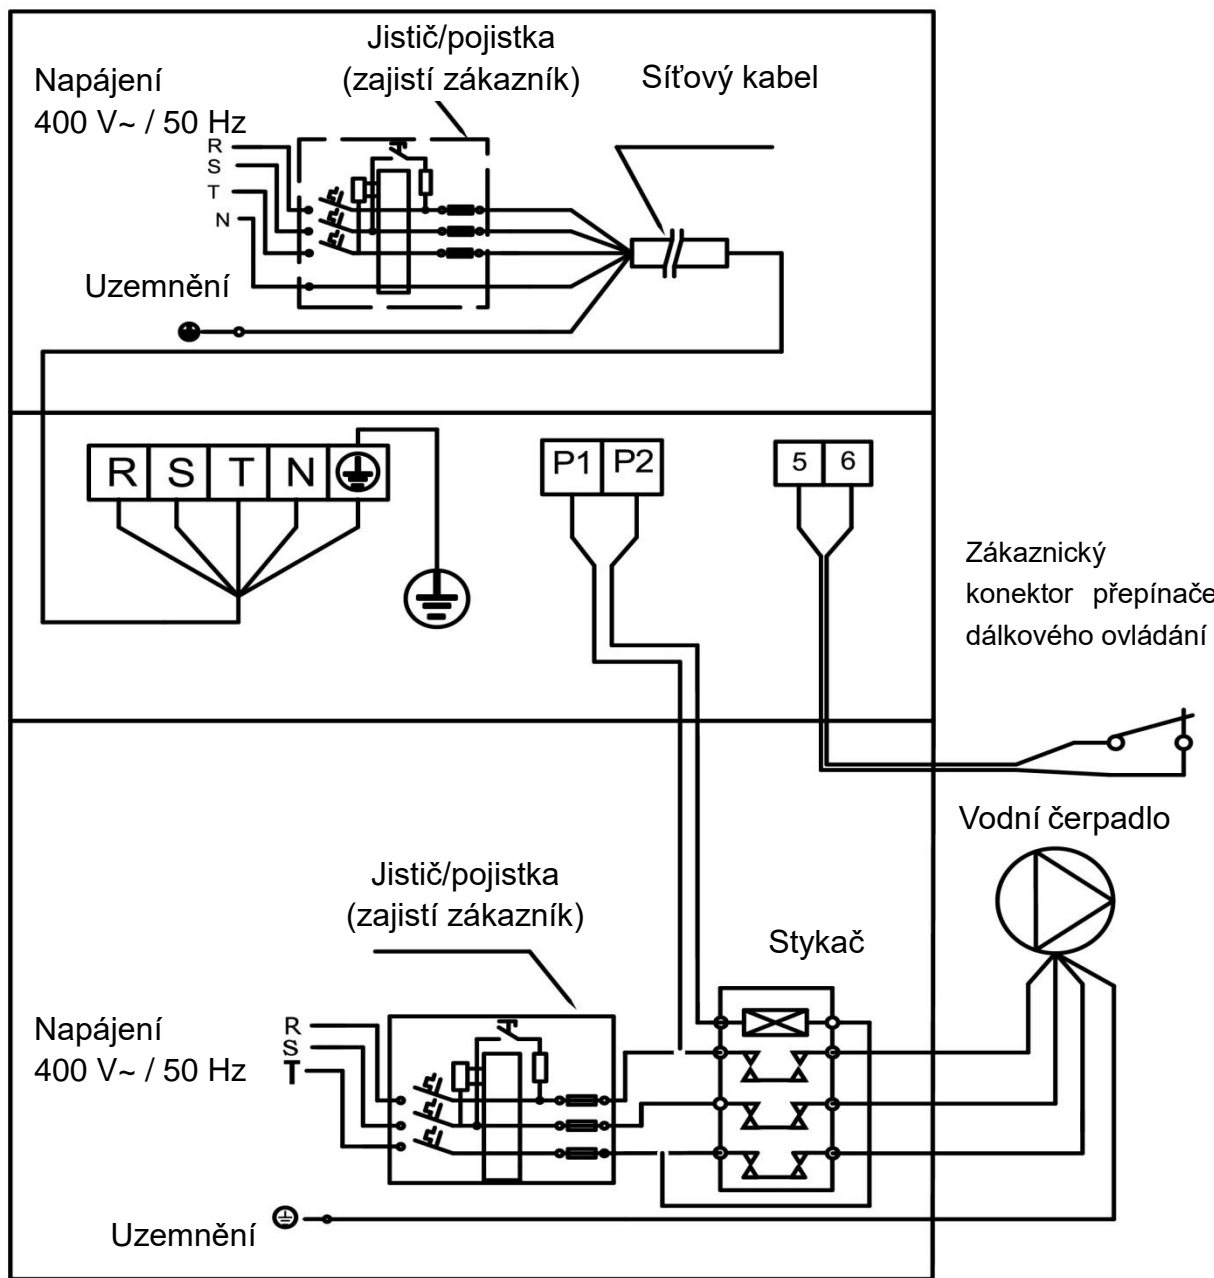 Jistič/pojistka
(zajistí zákazník)
Síťový kabel
Napájení
400 V~ / 50 Hz
R
S
T
N
Uzemnění
R S T N
P1 P2
5 6
Zákaznický
konektor přepínače
dálkového ovládání
Vodní čerpadlo
Jistič/pojistka
(zajistí zákazník)
Stykač
Napájení
400 V~ / 50 Hz
R
S
T
Uzemnění